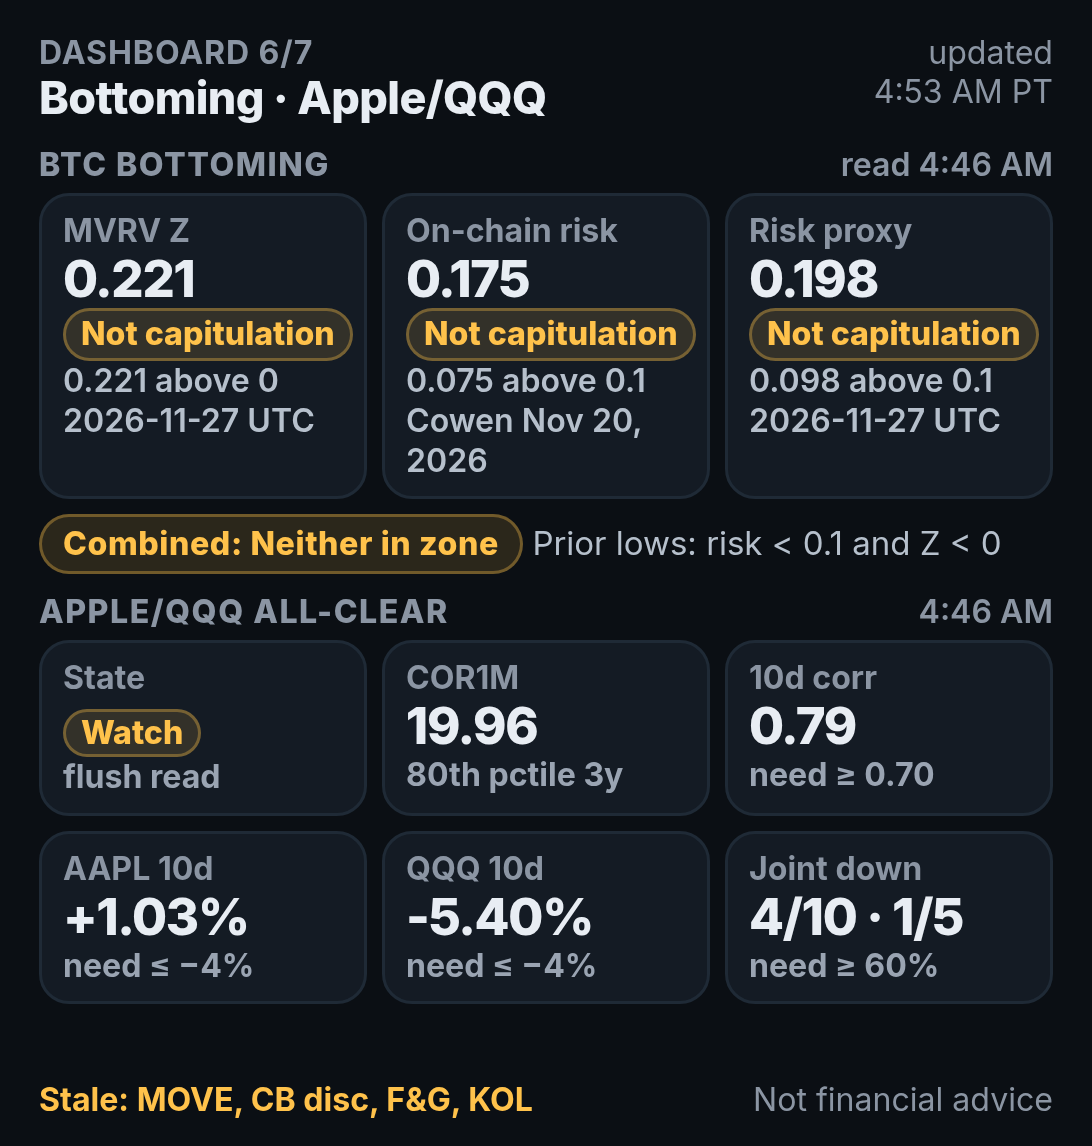 DASHBOARD 6/7
updated
Bottoming · Apple/QQQ
4:53 AM PT
BTC BOTTOMING
read 4:46 AM
MVRV Z
0.221
Not capitulation
0.221 above 0
2026-11-27 UTC
On-chain risk
0.175
Not capitulation
0.075 above 0.1
Cowen Nov 20,
2026
Risk proxy
0.198
Not capitulation
0.098 above 0.1
2026-11-27 UTC
Combined: Neither in zone
Prior lows: risk < 0.1 and Z < 0
APPLE/QQQ ALL-CLEAR
4:46 AM
State
Watch
flush read
COR1M
19.96
80th pctile 3y
10d corr
0.79
need ≥ 0.70
AAPL 10d
+1.03%
need ≤ −4%
QQQ 10d
-5.40%
need ≤ −4%
Joint down
4/10 · 1/5
need ≥ 60%
Stale: MOVE, CB disc, F&G, KOL
Not financial advice